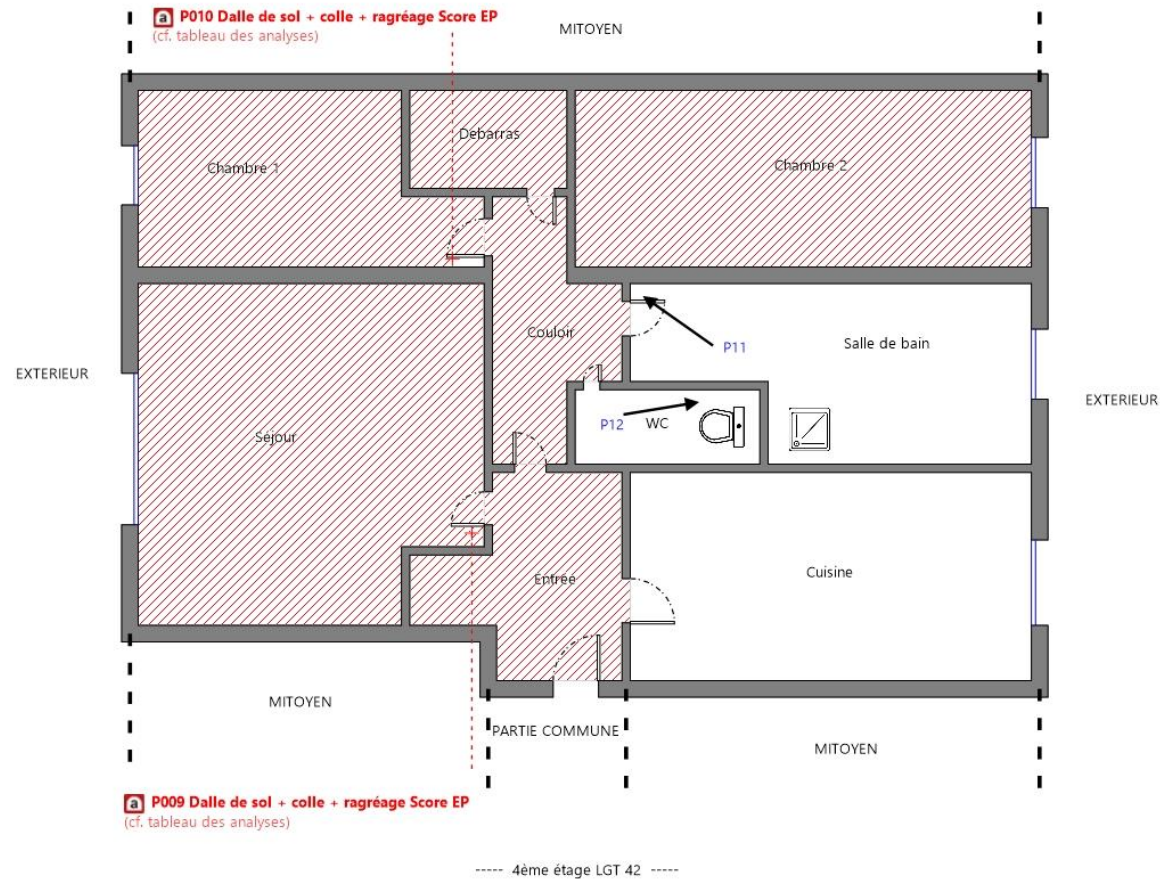 a P010 Dalle de sol + colle + ragréage Score EP
(cf. tableau des analyses)
MITOYEN
Debarras
Chambre 1
Chambre 2
Couloir
P11
Salle de bain
EXTERIEUR
EXTERIEUR
P12
WC
Séjour
Entrée
Cuisine
MITOYEN
PARTIE COMMUNE
MITOYEN
a P009 Dalle de sol + colle + ragréage Score EP
(cf. tableau des analyses)
----- 4ème étage LGT 42 -----